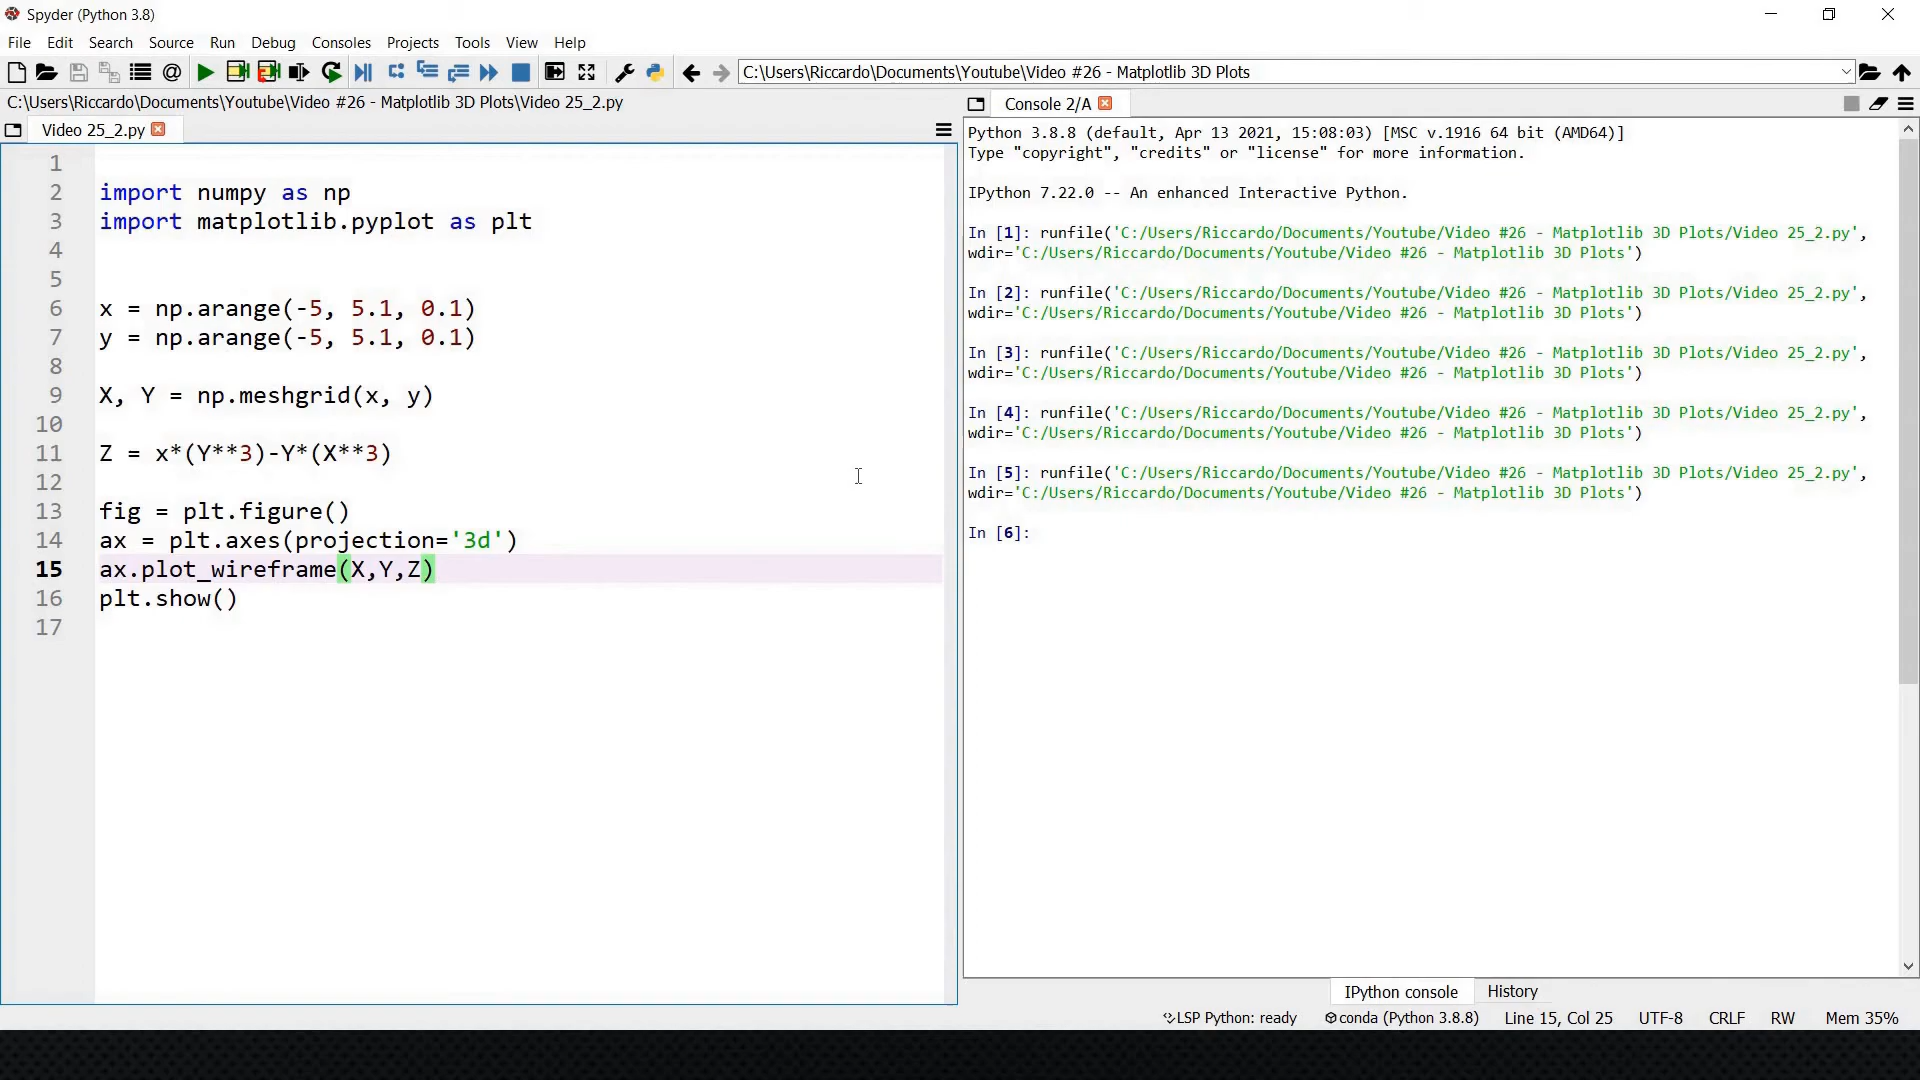 Spyder (Python 3.8)
File Edit Search Source Run Debug Consoles Projects Tools View Help
C:\Users\Riccardo\Documents\Youtube\Video #26 - Matplotlib 3D Plots
C:\Users\Riccardo\Documents\Youtube\Video #26 - Matplotlib 3D Plots\Video 25_2.py
Video 25_2.py
1
2 import numpy as np
3 import matplotlib.pyplot as plt
4
5
6 x = np.arange(-5, 5.1, 0.1)
7 y = np.arange(-5, 5.1, 0.1)
8
9 X, Y = np.meshgrid(x, y)
10
11 Z = x*(Y**3)-Y*(X**3)
12
13 fig = plt.figure()
14 ax = plt.axes(projection='3d')
15 ax.plot_wireframe(X,Y,Z)
16 plt.show()
17
Console 2/A
Python 3.8.8 (default, Apr 13 2021, 15:08:03) [MSC v.1916 64 bit (AMD64)]
Type "copyright", "credits" or "license" for more information.
IPython 7.22.0 -- An enhanced Interactive Python.
In [1]: runfile('C:/Users/Riccardo/Documents/Youtube/Video #26 - Matplotlib 3D Plots/Video 25_2.py',
wdir='C:/Users/Riccardo/Documents/Youtube/Video #26 - Matplotlib 3D Plots')
In [2]: runfile('C:/Users/Riccardo/Documents/Youtube/Video #26 - Matplotlib 3D Plots/Video 25_2.py',
wdir='C:/Users/Riccardo/Documents/Youtube/Video #26 - Matplotlib 3D Plots')
In [3]: runfile('C:/Users/Riccardo/Documents/Youtube/Video #26 - Matplotlib 3D Plots/Video 25_2.py',
wdir='C:/Users/Riccardo/Documents/Youtube/Video #26 - Matplotlib 3D Plots')
In [4]: runfile('C:/Users/Riccardo/Documents/Youtube/Video #26 - Matplotlib 3D Plots/Video 25_2.py',
wdir='C:/Users/Riccardo/Documents/Youtube/Video #26 - Matplotlib 3D Plots')
In [5]: runfile('C:/Users/Riccardo/Documents/Youtube/Video #26 - Matplotlib 3D Plots/Video 25_2.py',
wdir='C:/Users/Riccardo/Documents/Youtube/Video #26 - Matplotlib 3D Plots')
In [6]:
IPython console History
LSP Python: ready conda (Python 3.8.8) Line 15, Col 25 UTF-8 CRLF RW Mem 35%